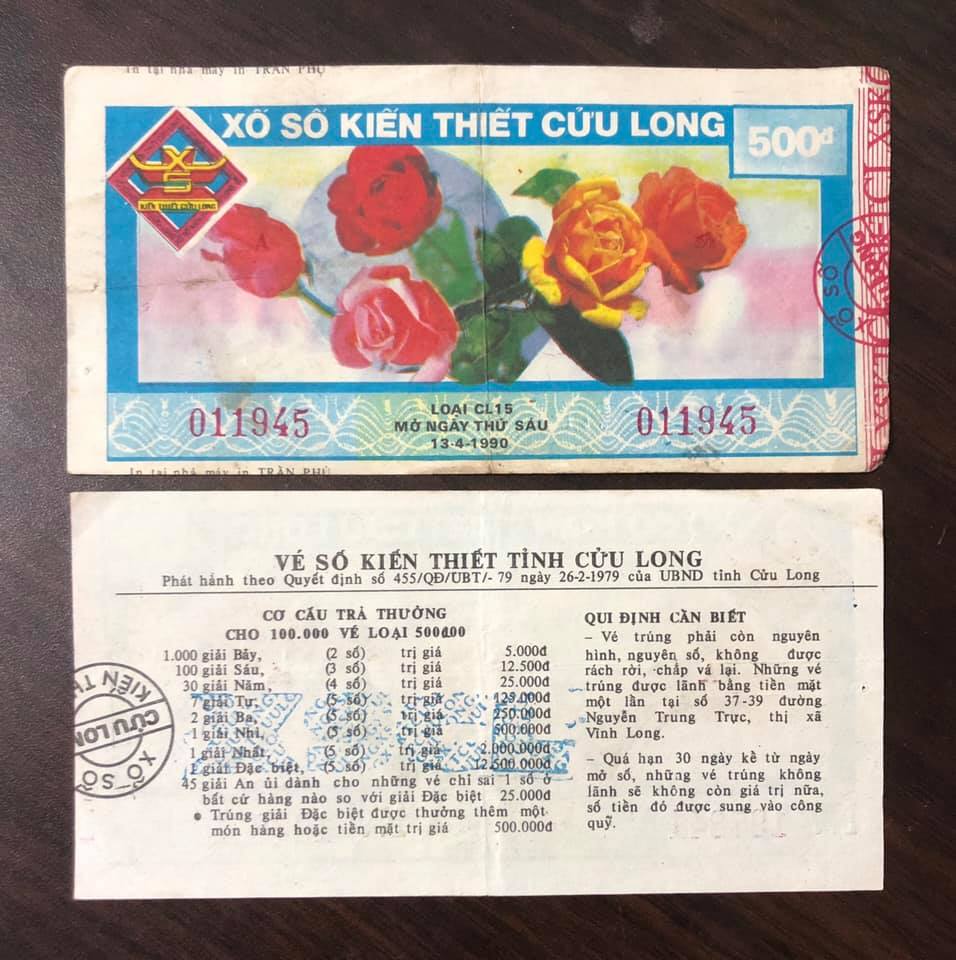 In tại nhà máy in TRẦN PHÚ
XỔ SỐ KIẾN THIẾT CỬU LONG
500đ
XS
KIẾN THIẾT CỬU LONG
XSKT
XỔ SỐ
A
011945
LOẠI CL15
MỞ NGÀY THỨ SÁU
13-4-1990
011945
In tại nhà máy in TRẦN PHÚ
VÉ SỐ KIẾN THIẾT TỈNH CỬU LONG
Phát hành theo Quyết định số 455/QĐ/UBT/- 79 ngày 26-2-1979 của UBND tỉnh Cửu Long
CƠ CẤU TRẢ THƯỞNG
CHO 100.000 VÉ LOẠI 500đ00
1.000 giải Bảy, (2 số) trị giá 5.000đ
100 giải Sáu, (3 số) trị giá 12.500đ
30 giải Năm, (4 số) trị giá 25.000đ
7 giải Tư, (5 số) trị giá 125.000đ
2 giải Ba, (5 số) trị giá 250.000đ
1 giải Nhì, (5 số) trị giá 500.000đ
1 giải Nhất (5 số) trị giá 2.000.000đ
1 giải Đặc biệt, (5 số) trị giá 12.500.000đ
45 giải An ủi dành cho những vé chỉ sai 1 số ở
bất cứ hàng nào so với giải Đặc biệt 25.000đ
● Trúng giải Đặc biệt được thưởng thêm một
món hàng hoặc tiền mặt trị giá 500.000đ
QUI ĐỊNH CẦN BIẾT
– Vé trúng phải còn nguyên
hình, nguyên số, không được
rách rời, chấp vá lại. Những vé
trúng được lãnh bằng tiền mặt
một lần tại số 37-39 đường
Nguyễn Trung Trực, thị xã
Vĩnh Long.
– Quá hạn 30 ngày kể từ ngày
mở số, những vé trúng không
lãnh sẽ không còn giá trị nữa,
số tiền đó được sung vào công
quỹ.
XỔ SỐ
KIẾN TH
CỬU LON